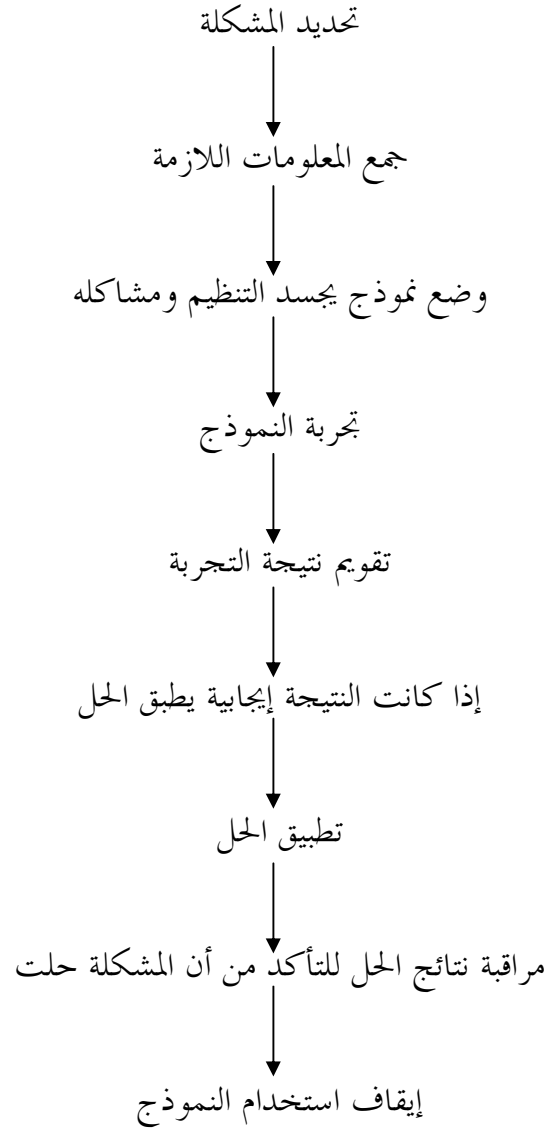 تحديد المشكلة
جمع المعلومات اللازمة
وضع نموذج يجسد التنظيم ومشاكله
تجربة النموذج
تقويم نتيجة التجربة
إذا كانت النتيجة إيجابية يطبق الحل
تطبيق الحل
مراقبة نتائج الحل للتأكد من أن المشكلة حلت
إيقاف استخدام النموذج